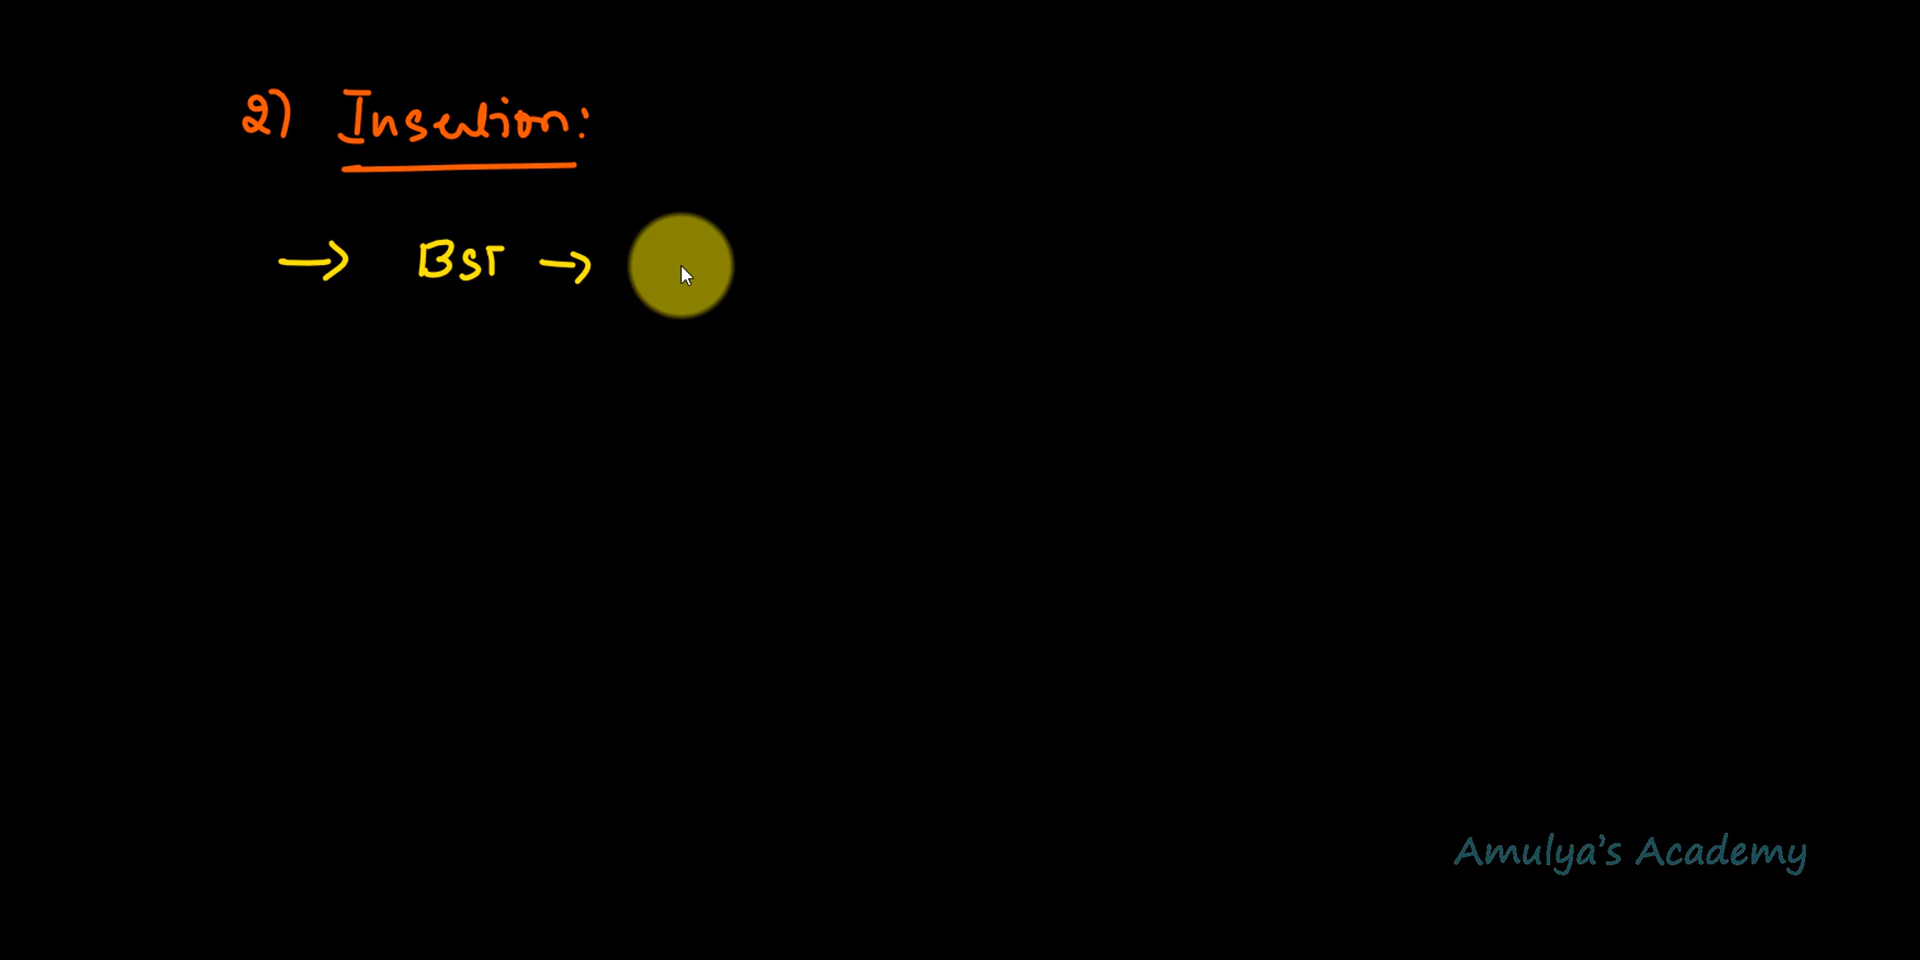 2) Insertion:
→ BST →
Amulya's Academy